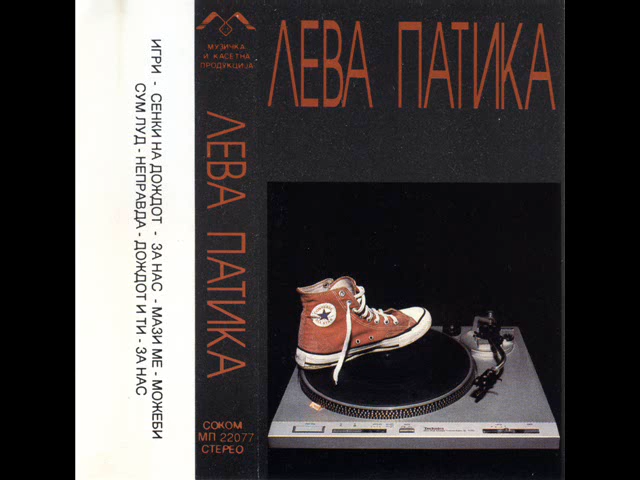 ИГРИ - СЕНКИ НА ДОЖДОТ - ЗА НАС - МАЗИ МЕ - МОЖЕБИ
СУМ ЛУД - НЕПРАВДА - ДОЖДОТ И ТИ - ЗА НАС
МУЗИЧКА
И КАСЕТНА
ПРОДУКЦИЈА
ЛЕВА ПАТИКА
СОКОМ
МП 22077
СТЕРЕО
ЛЕВА ПАТИКА
Technics